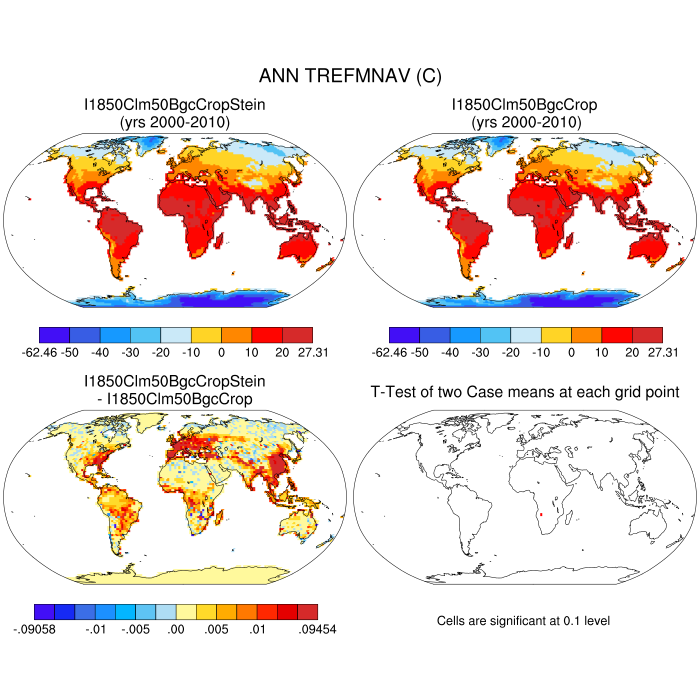 ANN TREFMNAV (C)
I1850Clm50BgcCropStein
(yrs 2000-2010)
I1850Clm50BgcCrop
(yrs 2000-2010)
-62.46 -50 -40 -30 -20 -10 0 10 20 27.31
-62.46 -50 -40 -30 -20 -10 0 10 20 27.31
I1850Clm50BgcCropStein
- I1850Clm50BgcCrop
T-Test of two Case means at each grid point
-.09058 -.01 -.005 .00 .005 .01 .09454
Cells are significant at 0.1 level